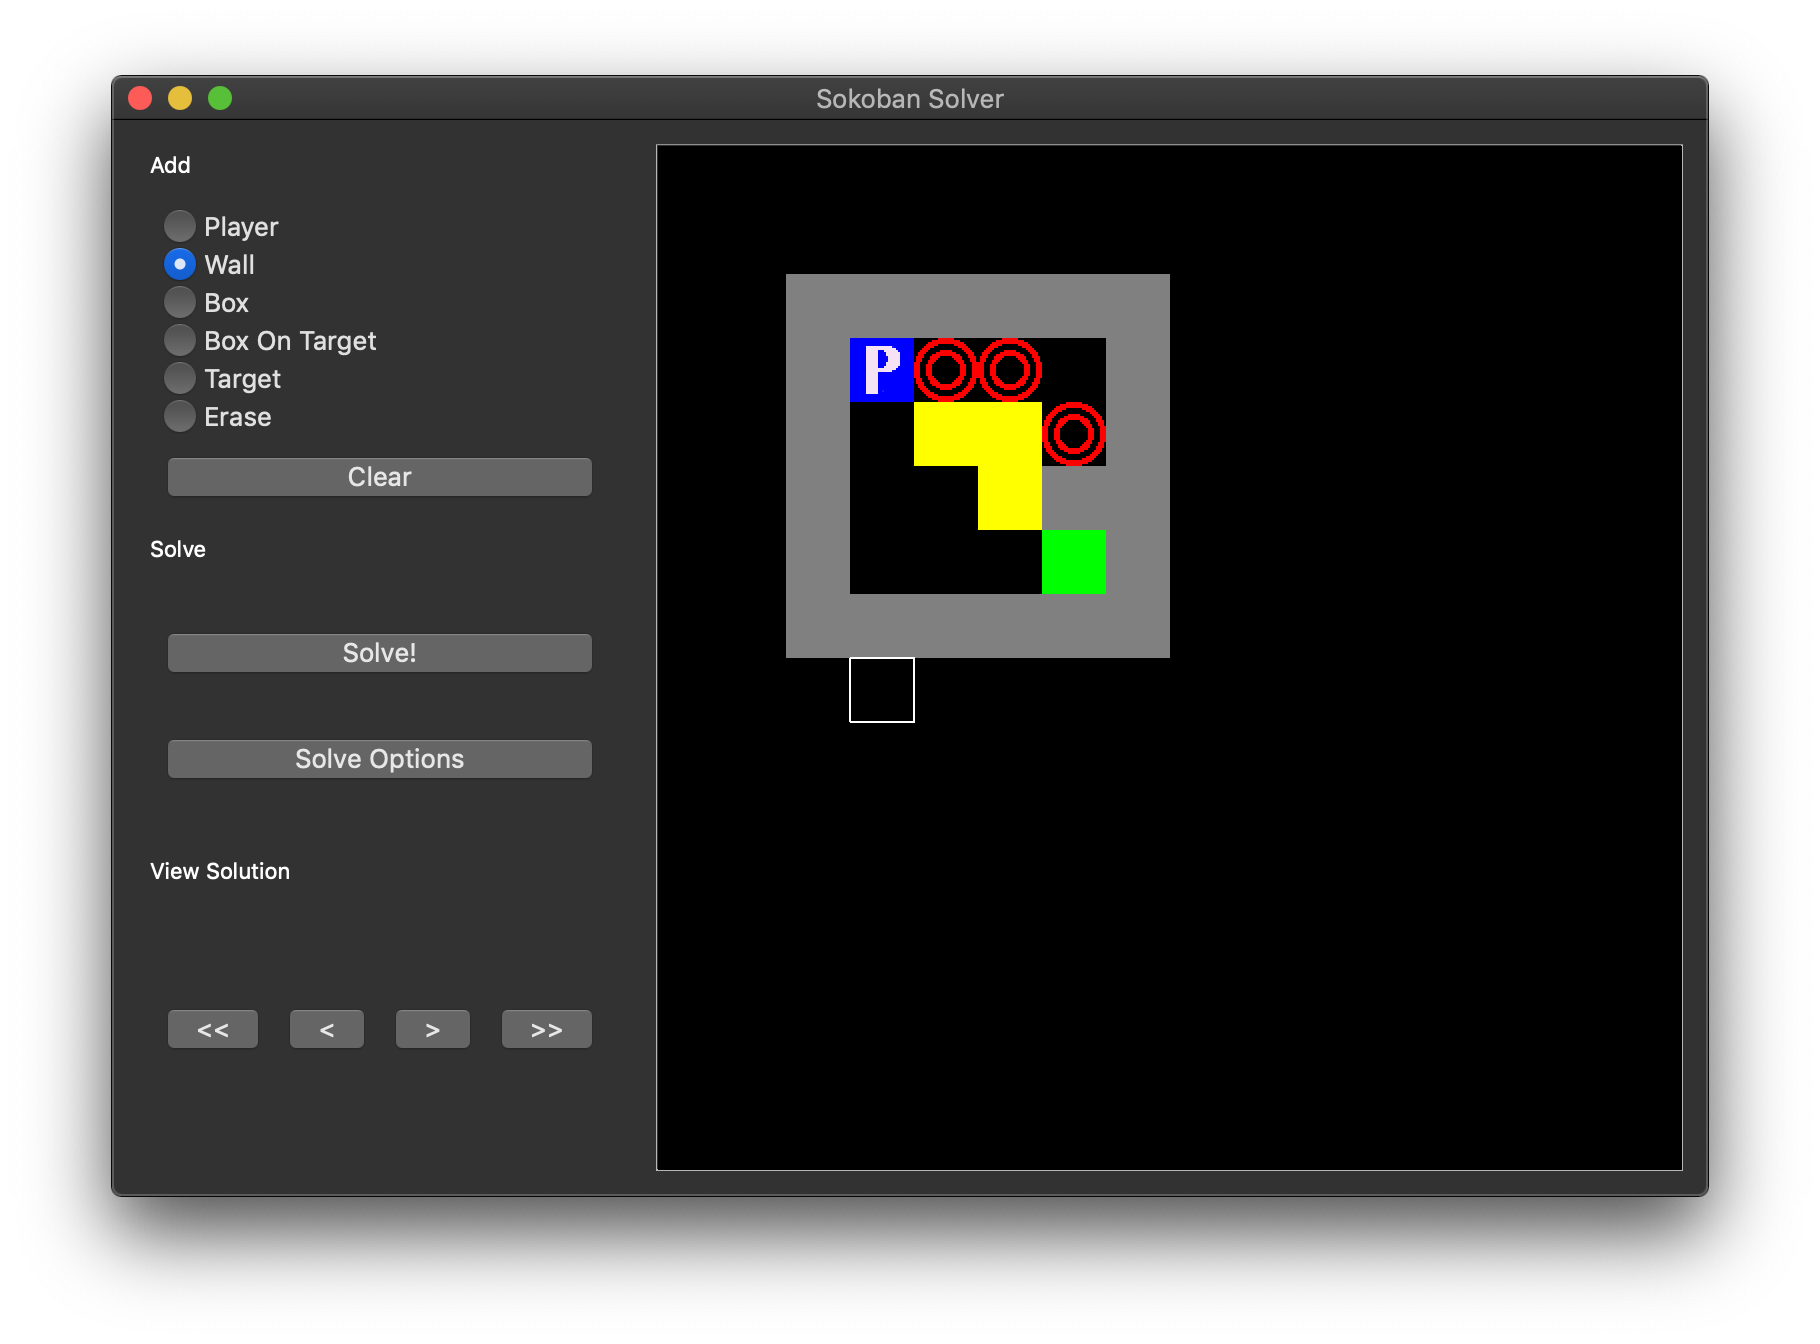 Sokoban Solver
Add
Player
Wall
Box
Box On Target
Target
Erase
Clear
Solve
Solve!
Solve Options
View Solution
<< < > >>
P